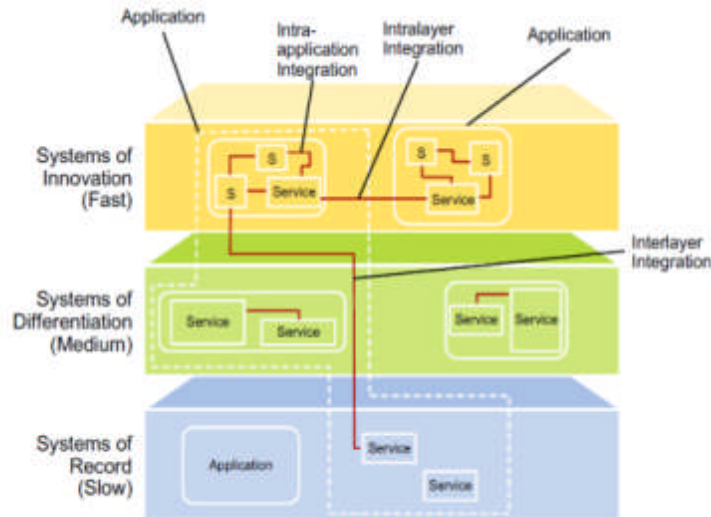 Application
Intra-
application
Integration
Intralayer
Integration
Application
Systems of
Innovation
(Fast)
S
S
Service
S
S
Service
Interlayer
Integration
Systems of
Differentiation
(Medium)
Service
Service
Service
Service
Systems of
Record
(Slow)
Application
Service
Service